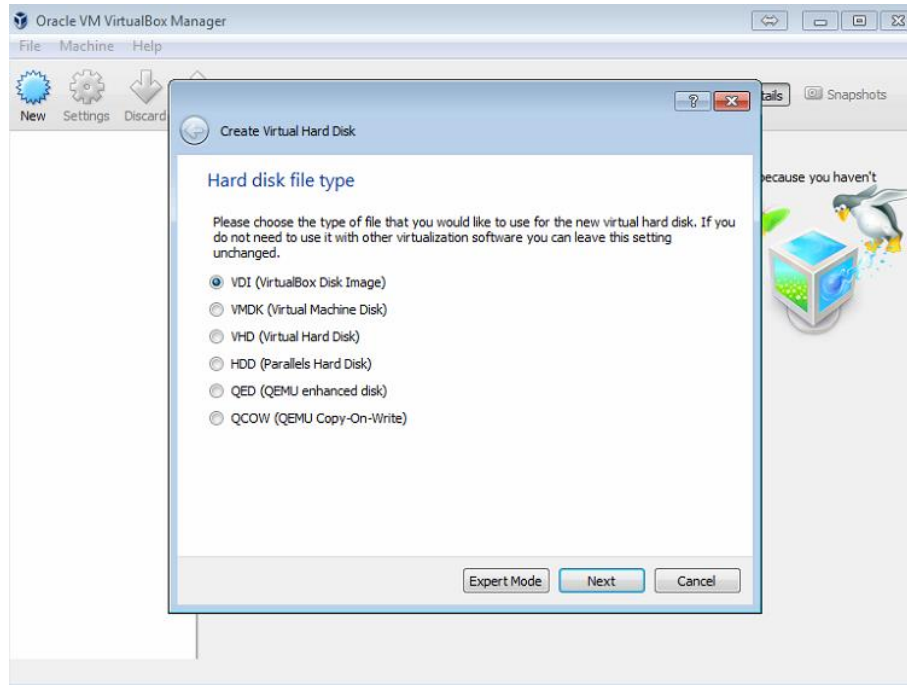 Oracle VM VirtualBox Manager
File Machine Help
New Settings Discard
tails Snapshots
Create Virtual Hard Disk
Hard disk file type
because you haven't
Please choose the type of file that you would like to use for the new virtual hard disk. If you
do not need to use it with other virtualization software you can leave this setting
unchanged.
VDI (VirtualBox Disk Image)
VMDK (Virtual Machine Disk)
VHD (Virtual Hard Disk)
HDD (Parallels Hard Disk)
QED (QEMU enhanced disk)
QCOW (QEMU Copy-On-Write)
Expert Mode Next Cancel